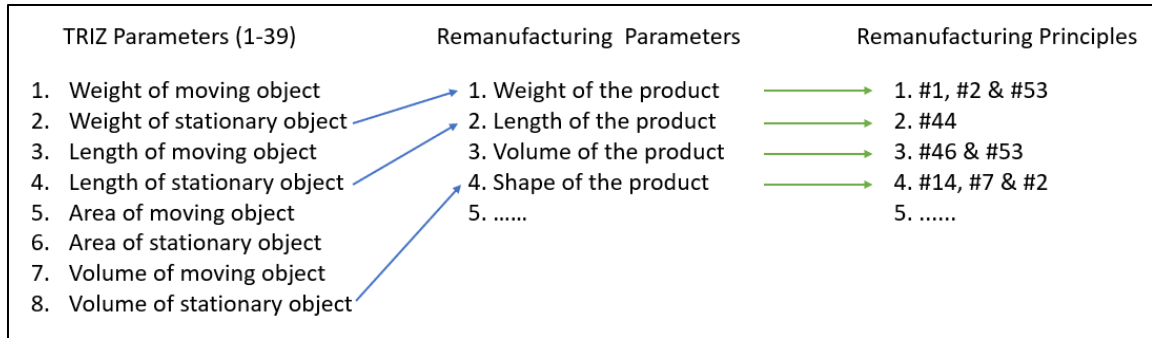 TRIZ Parameters (1-39)
1. Weight of moving object
2. Weight of stationary object
3. Length of moving object
4. Length of stationary object
5. Area of moving object
6. Area of stationary object
7. Volume of moving object
8. Volume of stationary object
Remanufacturing Parameters
1. Weight of the product
2. Length of the product
3. Volume of the product
4. Shape of the product
5. ......
Remanufacturing Principles
1. #1, #2 & #53
2. #44
3. #46 & #53
4. #14, #7 & #2
5. ......